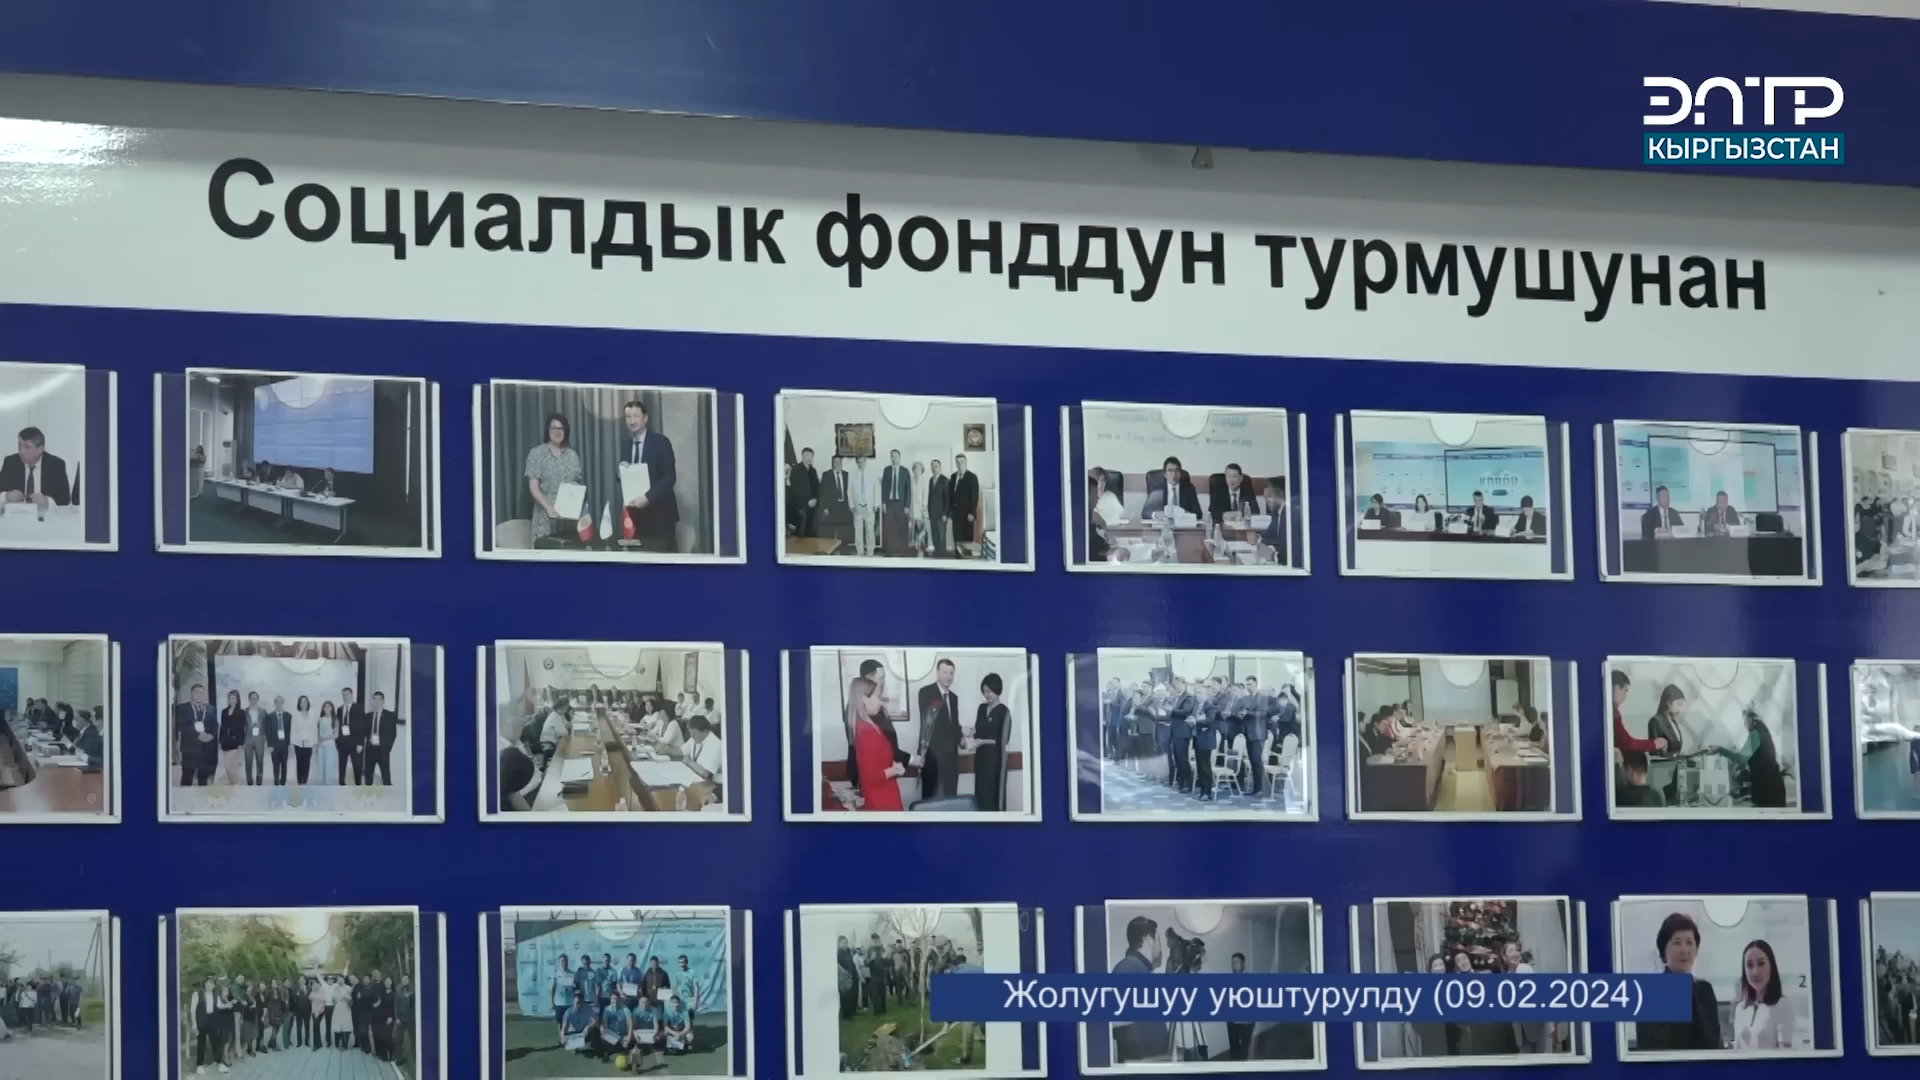 ЭЛТР
КЫРГЫЗСТАН
Социалдык фонддун турмушунан
Жолугушуу уюштурулду (09.02.2024)